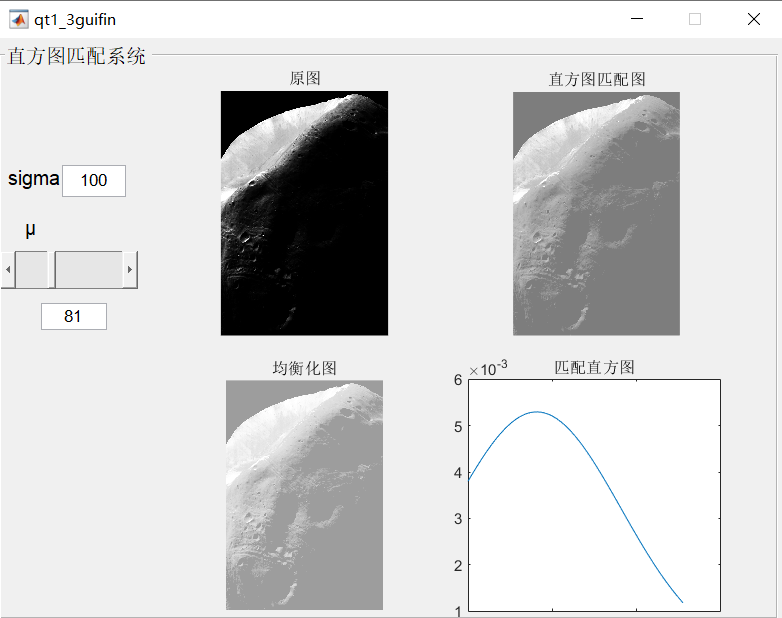 qt1_3guifin
直方图匹配系统
原图
直方图匹配图
sigma 100
μ
81
均衡化图
匹配直方图
×10-3
6
5
4
3
2
1